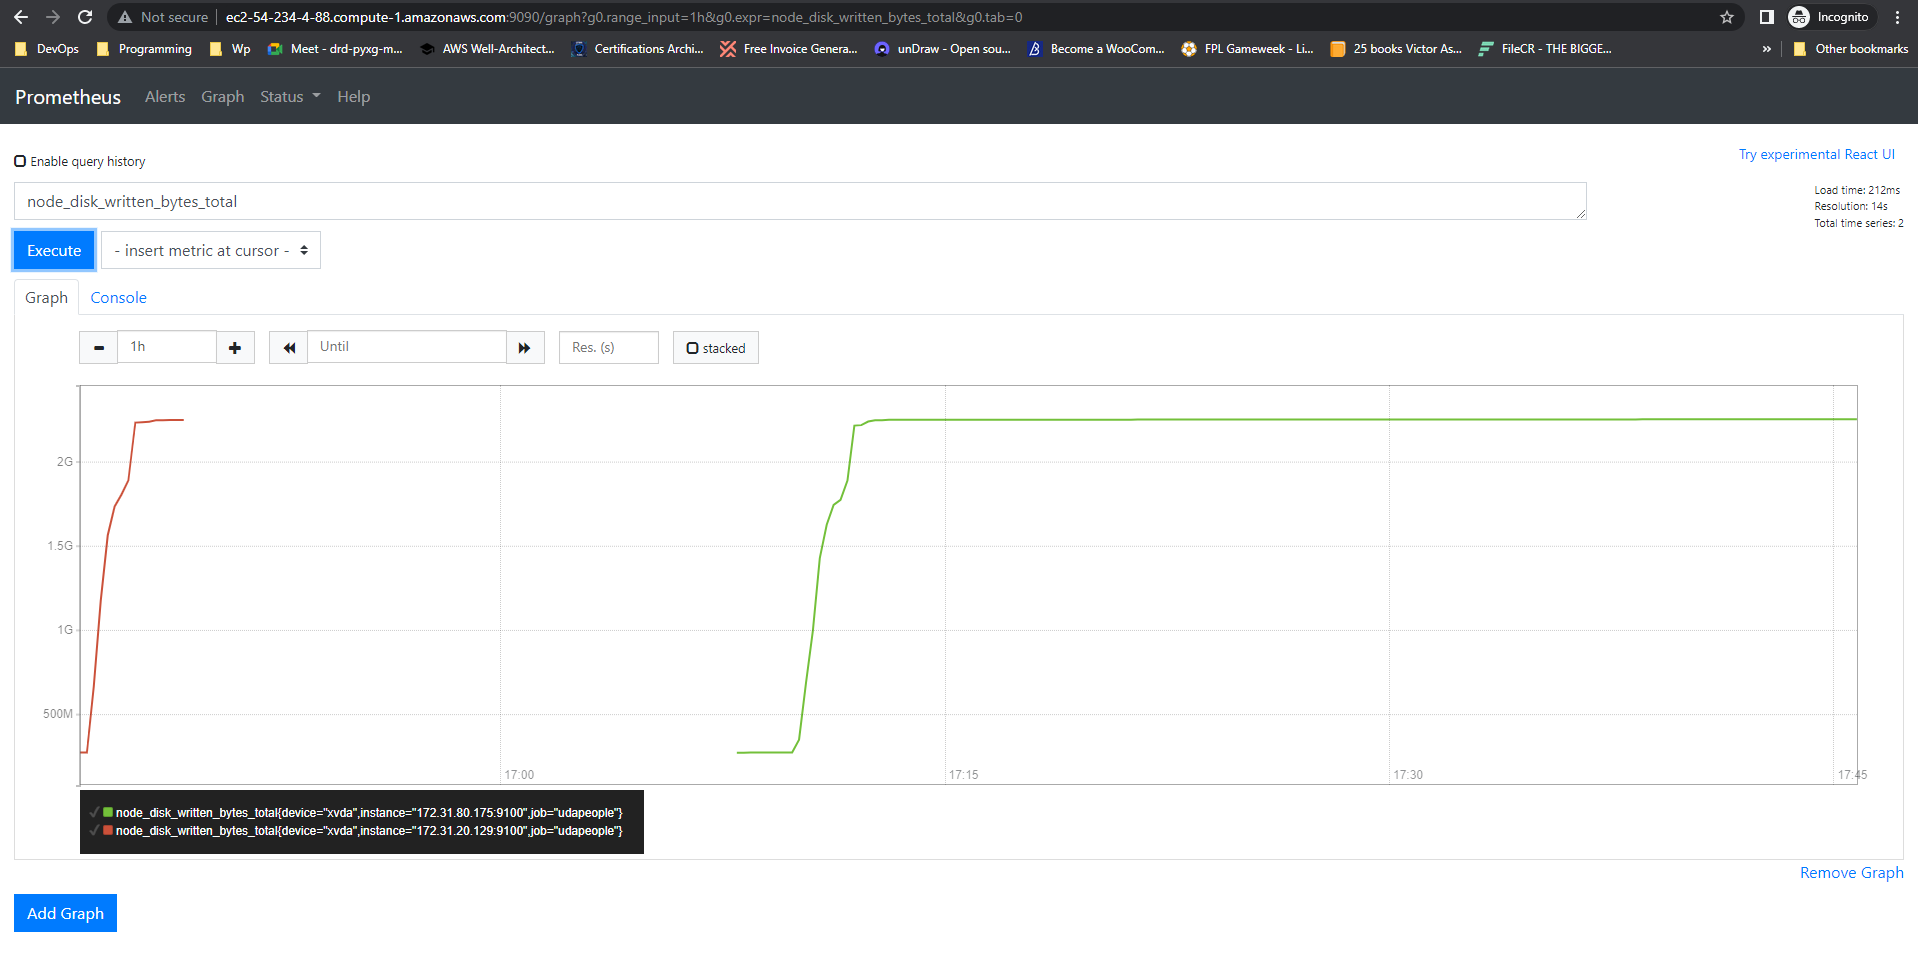 Not secure | ec2-54-234-4-88.compute-1.amazonaws.com:9090/graph?g0.range_input=1h&g0.expr=node_disk_written_bytes_total&g0.tab=0 Incognito
DevOps Programming Wp Meet - drd-pyxg-m... AWS Well-Architect... Certifications Archi... Free Invoice Genera... unDraw - Open sou... Become a WooCom... FPL Gameweek - Li... 25 books Victor As... FileCR - THE BIGGE... » Other bookmarks
Prometheus Alerts Graph Status Help
Enable query history
Try experimental React UI
node_disk_written_bytes_total
Load time: 212ms
Resolution: 14s
Total time series: 2
Execute - insert metric at cursor -
Graph Console
1h Until Res. (s) stacked
2G
1.5G
1G
500M
17:00 17:15 17:30 17:45
node_disk_written_bytes_total{device="xvda",instance="172.31.80.175:9100",job="udapeople"}
node_disk_written_bytes_total{device="xvda",instance="172.31.20.129:9100",job="udapeople"}
Remove Graph
Add Graph